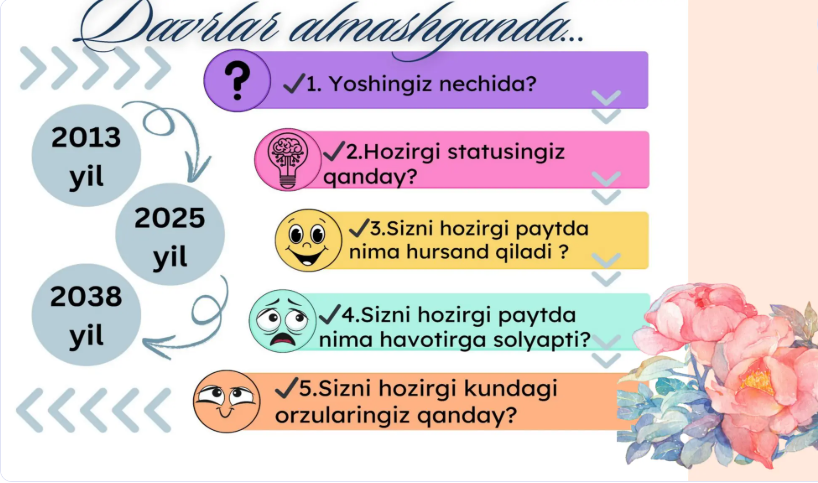 Davrlar almashganda...
2013
yil
2025
yil
2038
yil
?
✓1. Yoshingiz nechida?
✓2.Hozirgi statusingiz
qanday?
✓3.Sizni hozirgi paytda
nima hursand qiladi ?
✓4.Sizni hozirgi paytda
nima havotirga solyapti?
✓5.Sizni hozirgi kundagi
orzularingiz qanday?